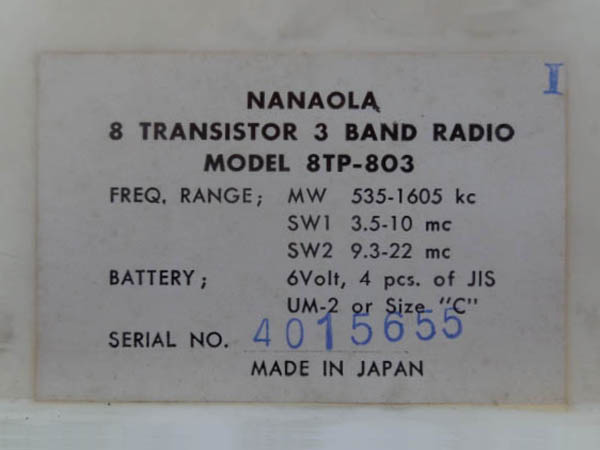 I
NANAOLA
8 TRANSISTOR 3 BAND RADIO
MODEL 8TP-803
FREQ. RANGE; MW 535-1605 kc
SW1 3.5-10 mc
SW2 9.3-22 mc
BATTERY; 6Volt, 4 pcs. of JIS
UM-2 or Size "C"
SERIAL NO. 4015655
MADE IN JAPAN